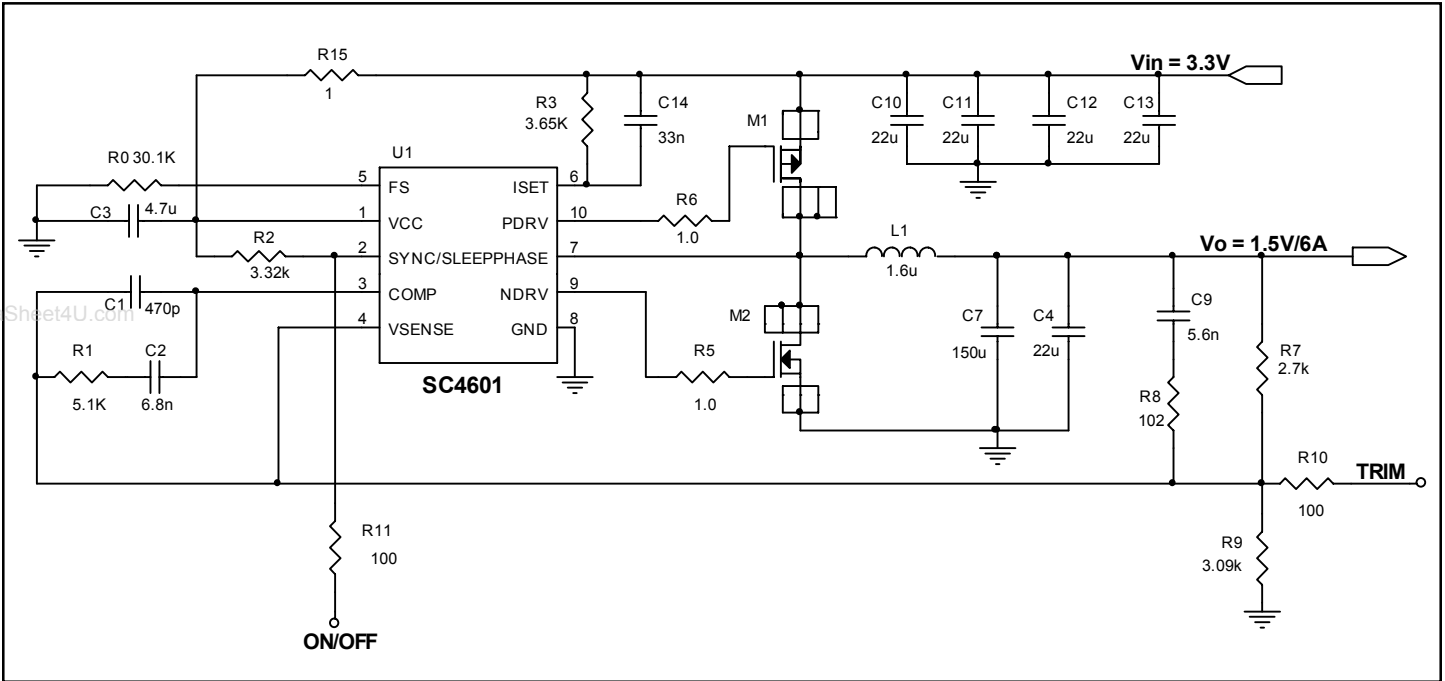 R15
1
Vin = 3.3V
R3
3.65K
C14
33n
M1
C10
22u
C11
22u
C12
22u
C13
22u
R0 30.1K
U1
5
FS
ISET
6
C3
4.7u
1
VCC
PDRV
10
R6
1.0
R2
3.32k
2
SYNC/SLEEPPHASE
7
L1
1.6u
Vo = 1.5V/6A
C1
470p
3
COMP
NDRV
9
M2
Sheet4U.com
4
VSENSE
GND
8
R1
5.1K
C2
6.8n
SC4601
R5
1.0
C7
150u
C4
22u
C9
5.6n
R7
2.7k
R8
102
R10
100
TRIM
R11
100
R9
3.09k
ON/OFF